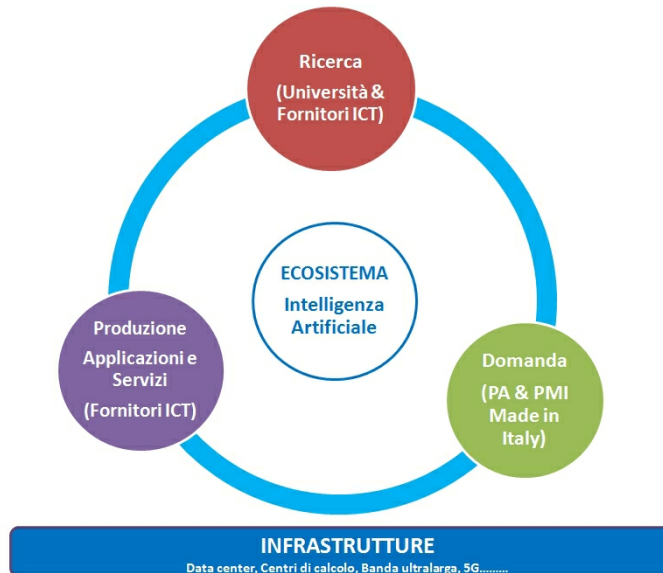 Ricerca
(Università &
Fornitori ICT)
ECOSISTEMA
Intelligenza
Artificiale
Produzione
Applicazioni e
Servizi
(Fornitori ICT)
Domanda
(PA & PMI
Made in
Italy)
INFRASTRUTTURE
Data center, Centri di calcolo, Banda ultralarga, 5G.........